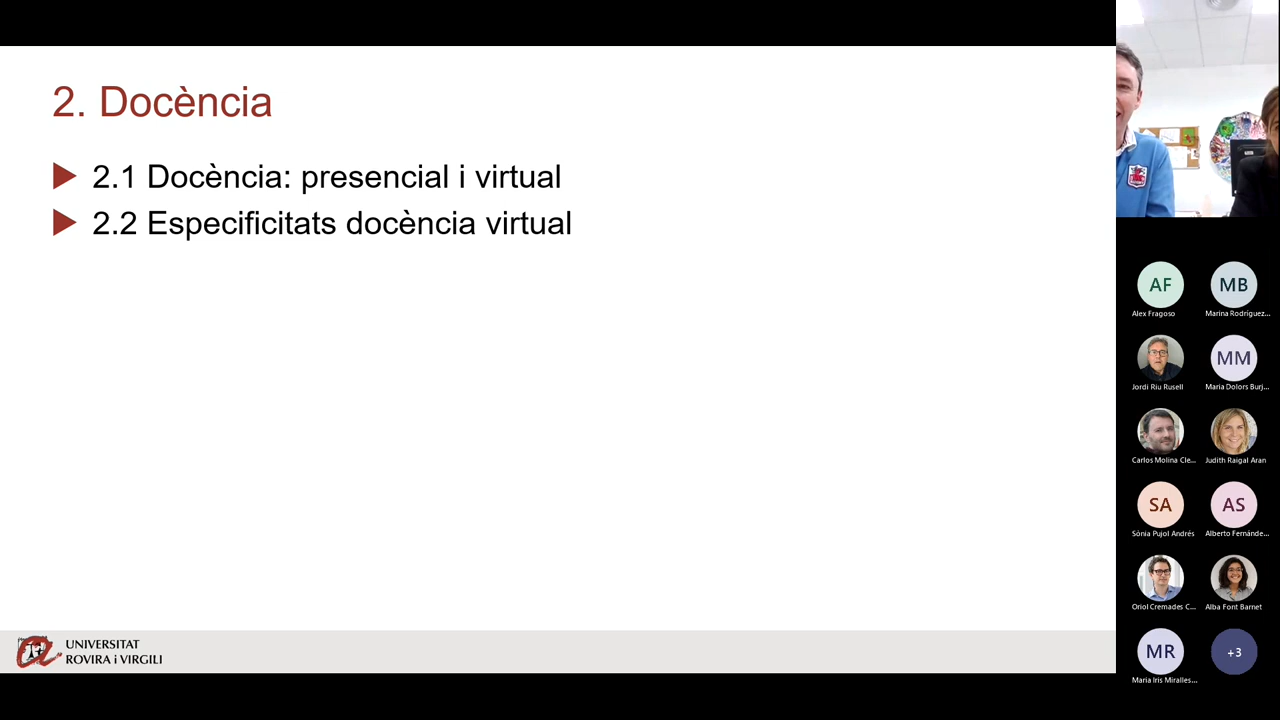 2. Docència
2.1 Docència: presencial i virtual
2.2 Especificitats docència virtual
UNIVERSITAT
ROVIRA i VIRGILI
AF
MB
Alex Fragoso
Marina Rodríguez...
MM
Jordi Riu Rusell
Maria Dolors Burj...
Carlos Molina Cle...
Judith Raigal Aran
SA
AS
Sònia Pujol Andrés
Alberto Fernánde...
Oriol Cremades C...
Alba Font Barnet
MR
+3
Maria Iris Miralles...